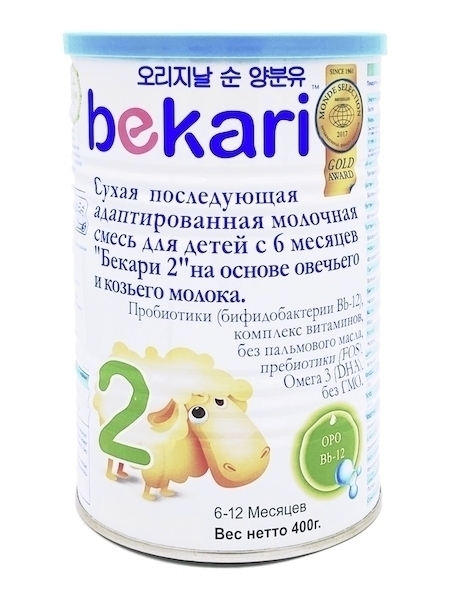 오리지날 순 양분유
bekari™
SINCE 1961
MONDE SELECTION
2017
GOLD
AWARD
Сухая последующая
адаптированная молочная
смесь для детей с 6 месяцев
"Бекари 2" на основе овечьего
и козьего молока.
Пробиотики (бифидобактерии Bb-12),
комплекс витаминов,
без пальмового масла,
пребиотики (FOS)
Омега 3 (DHA),
без ГМО.
2
OPO
Bb-12
6-12 Месяцев
Вес нетто 400г.